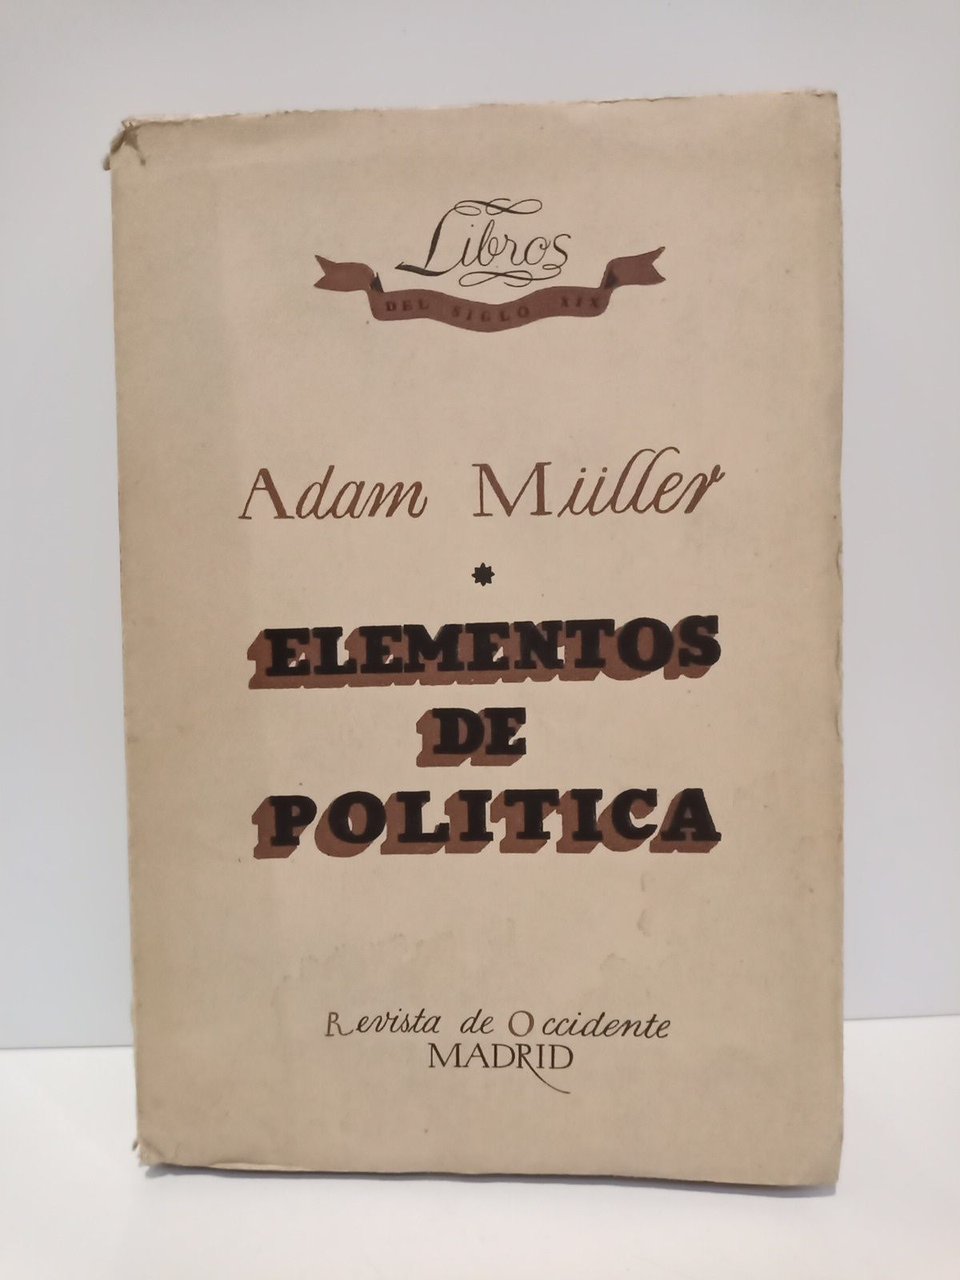 Libros
DEL SIGLO XIX
Adam Müller
ELEMENTOS
DE
POLITICA
Revista de Occidente
MADRID